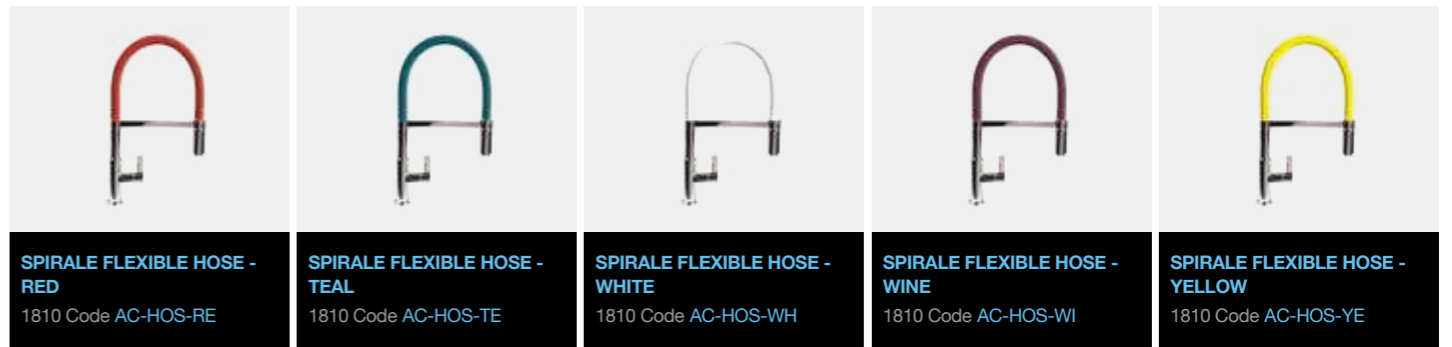 SPIRALE FLEXIBLE HOSE -
RED
1810 Code AC-HOS-RE
SPIRALE FLEXIBLE HOSE -
TEAL
1810 Code AC-HOS-TE
SPIRALE FLEXIBLE HOSE -
WHITE
1810 Code AC-HOS-WH
SPIRALE FLEXIBLE HOSE -
WINE
1810 Code AC-HOS-WI
SPIRALE FLEXIBLE HOSE -
YELLOW
1810 Code AC-HOS-YE